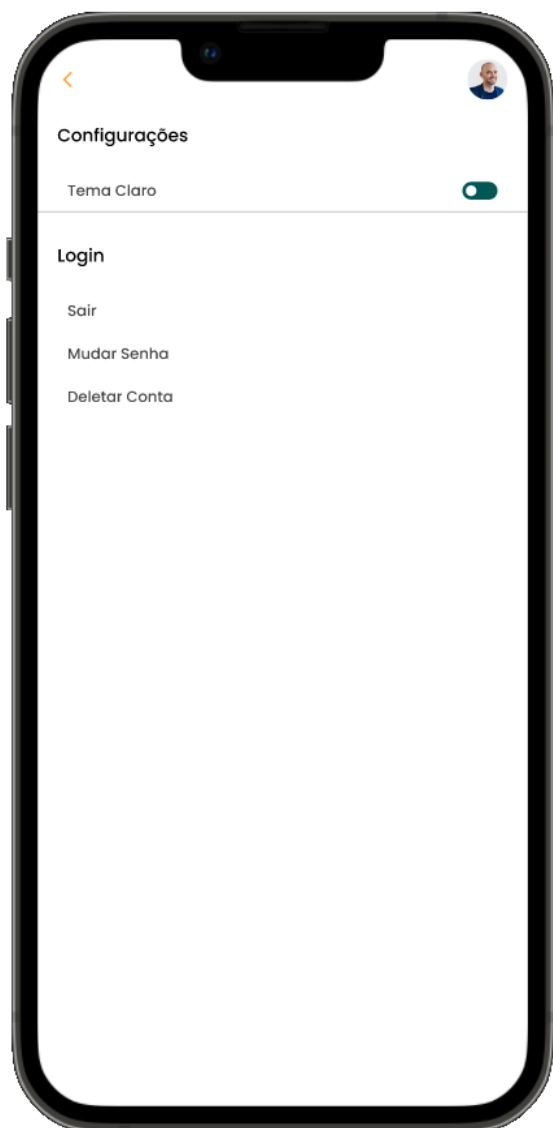 Configurações
Tema Claro
Login
Sair
Mudar Senha
Deletar Conta